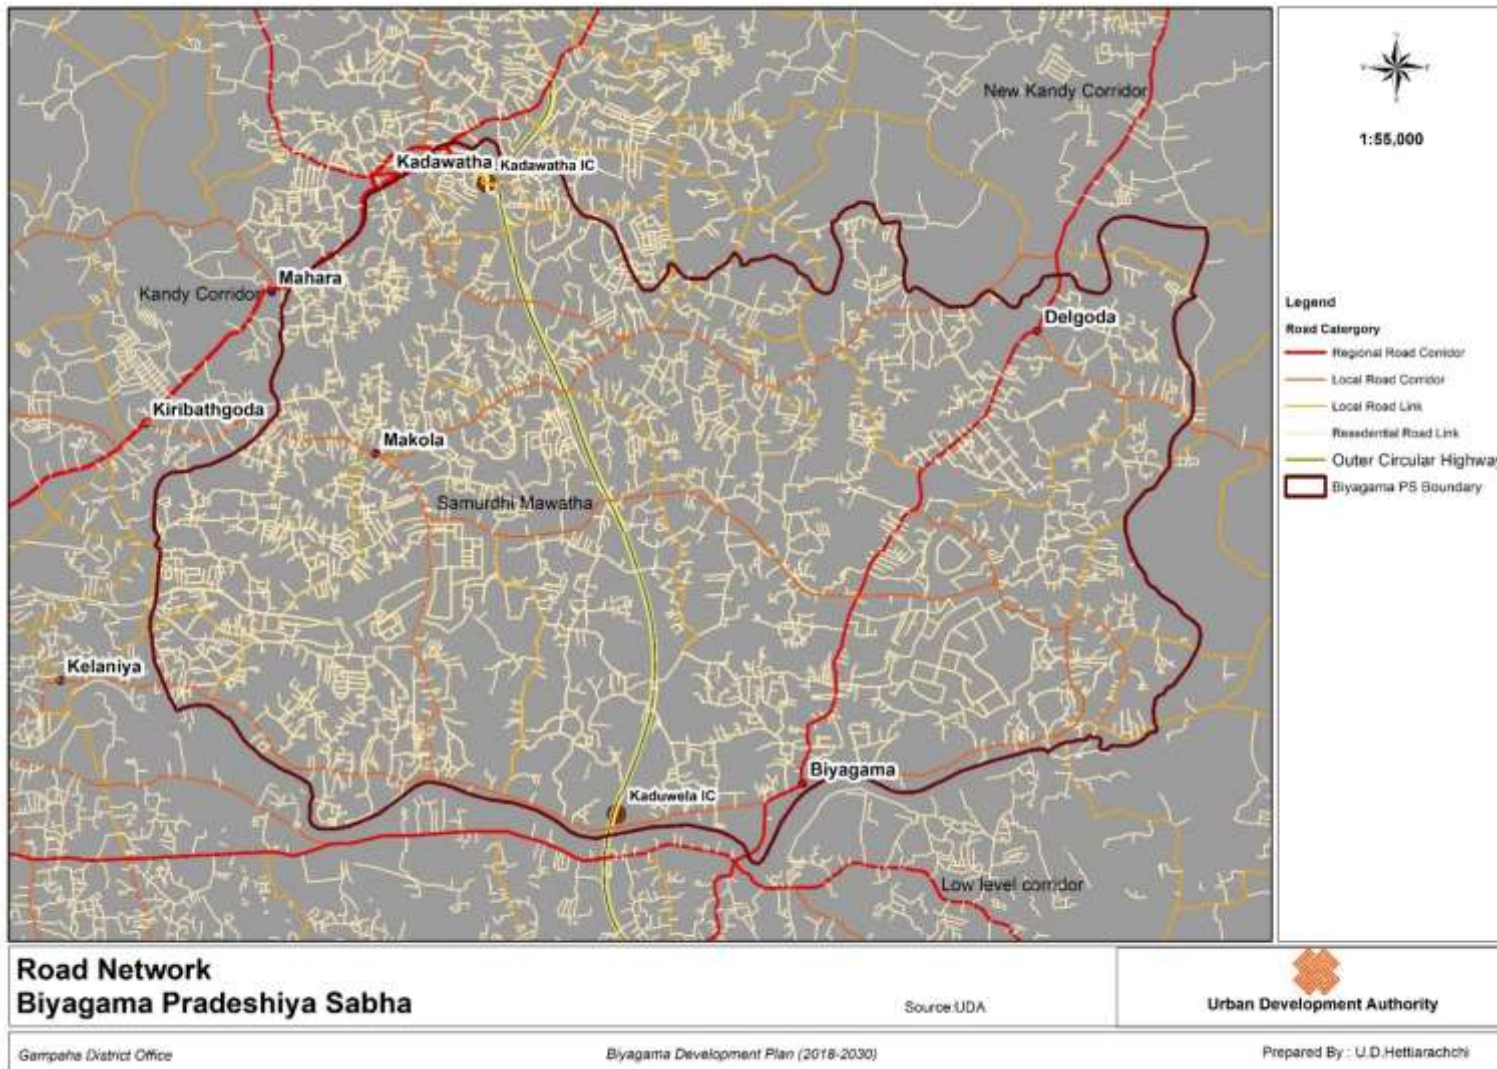 New Kandy Corridor
Kadawatha
Kadawatha IC
Mahara
Kandy Corridor
Delgoda
Kiribathgoda
Makola
Samurdhi Mawatha
Kelaniya
Biyagama
Kaduwela IC
Low level corridor
1:55,000
Legend
Road Catergory
Regional Road Corridor
Local Road Corridor
Local Road Link
Resedential Road Link
Outer Circular Highway
Biyagama PS Boundary
Road Network
Biyagama Pradeshiya Sabha
Source:UDA
Urban Development Authority
Gampaha District Office
Biyagama Development Plan (2018-2030)
Prepared By : U.D.Hettiarachchi